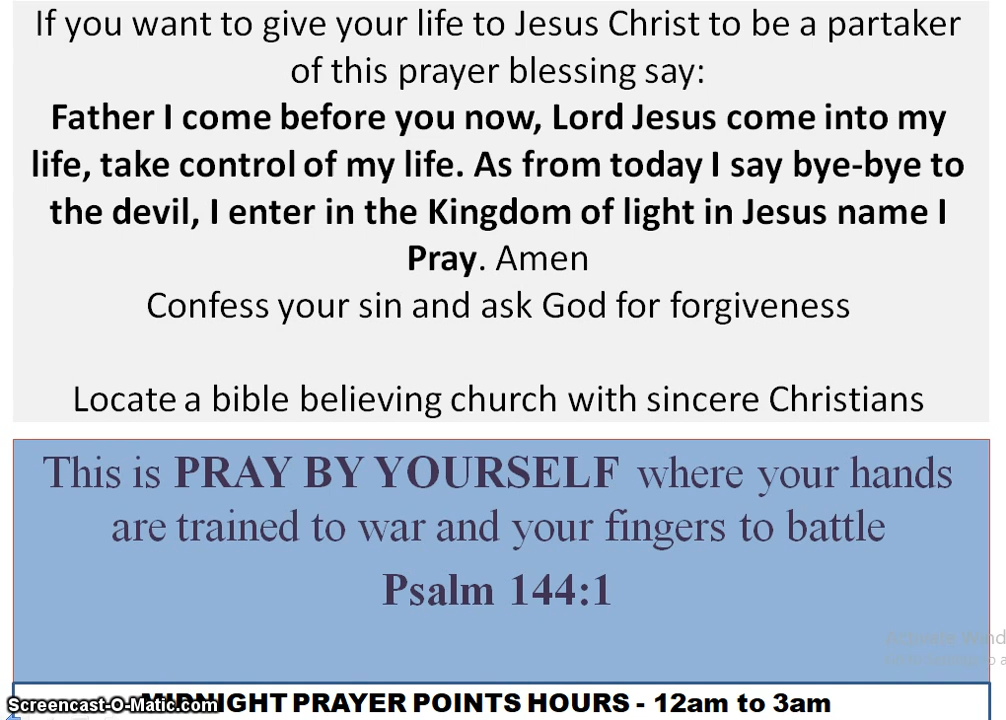 If you want to give your life to Jesus Christ to be a partaker
of this prayer blessing say:
Father I come before you now, Lord Jesus come into my
life, take control of my life. As from today I say bye-bye to
the devil, I enter in the Kingdom of light in Jesus name I
Pray. Amen
Confess your sin and ask God for forgiveness
Locate a bible believing church with sincere Christians
This is PRAY BY YOURSELF where your hands
are trained to war and your fingers to battle
Psalm 144:1
MIDNIGHT PRAYER POINTS HOURS - 12am to 3am
Screencast-O-Matic.com